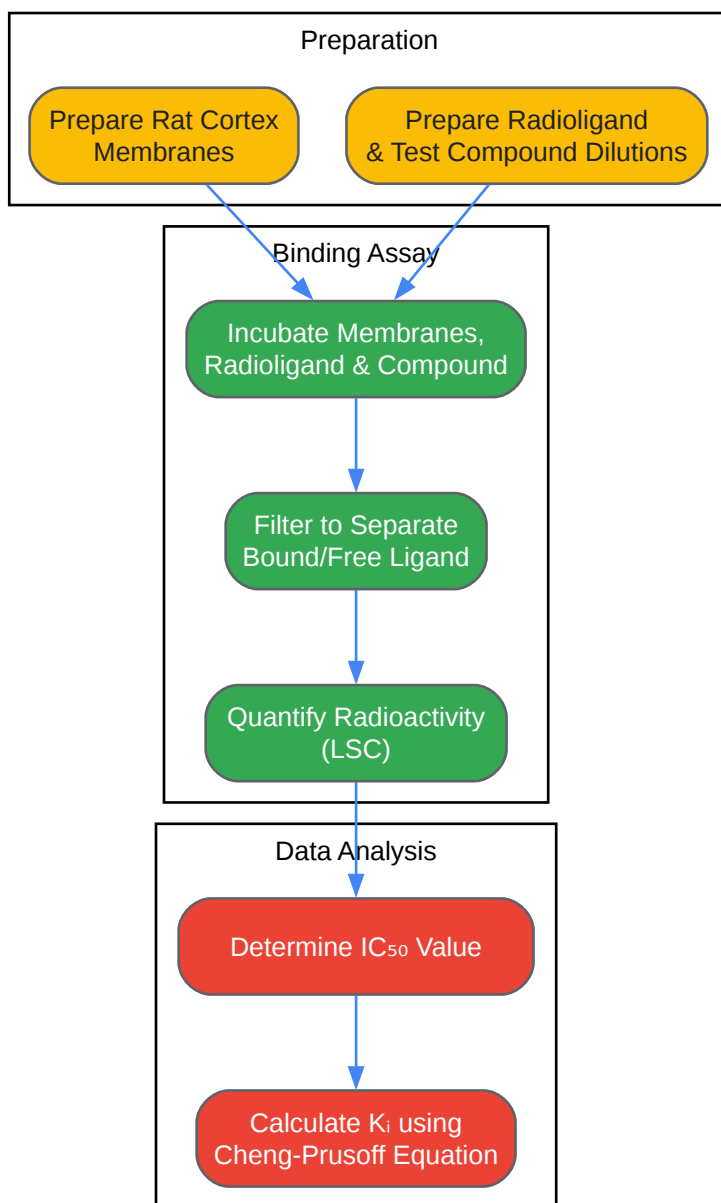 Preparation
Prepare Rat Cortex
Membranes
Prepare Radioligand
& Test Compound Dilutions
Binding Assay
Incubate Membranes,
Radioligand & Compound
Filter to Separate
Bound/Free Ligand
Quantify Radioactivity
(LSC)
Data Analysis
Determine IC₅₀ Value
Calculate Kᵢ using
Cheng-Prusoff Equation